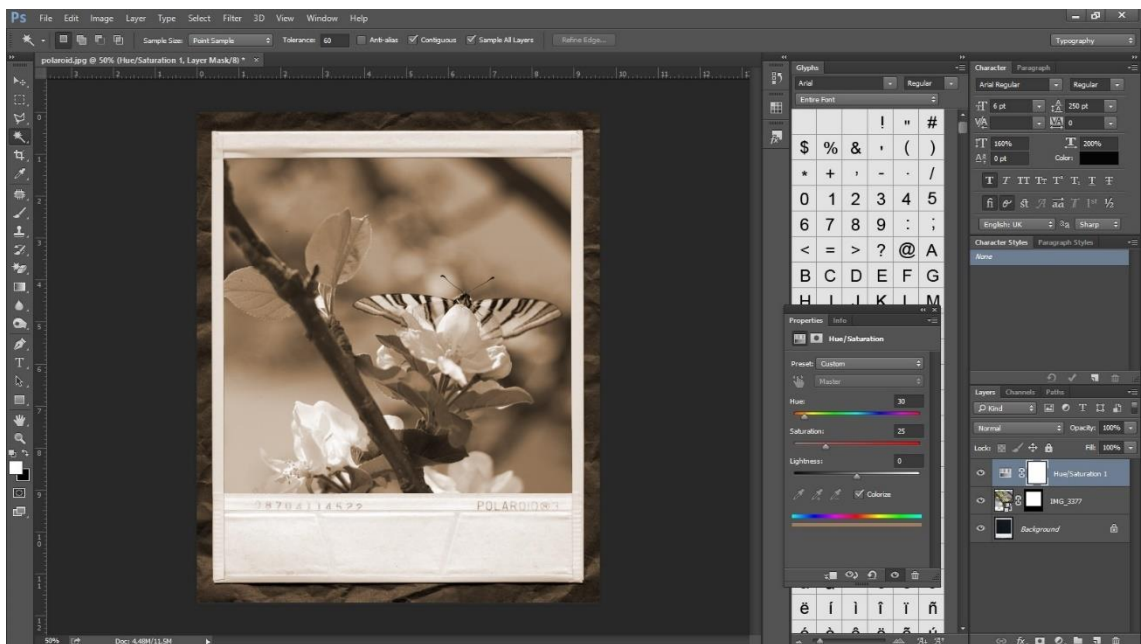 Ps File Edit Image Layer Type Select Filter 3D View Window Help
Sample Size: Point Sample Tolerance: 60 Anti-alias Contiguous Sample All Layers Refine Edge... Typography
polaroid.jpg @ 50% (Hue/Saturation 1, Layer Mask/8) * ×
Glyphs
Arial Regular
Entire Font
! " #
$ % & ' ( )
* + , - . /
0 1 2 3 4 5
6 7 8 9 : ;
< = > ? @ A
B C D E F G
H I J K L M
ë í ì î ï ñ
Character Paragraph
Arial Regular Regular
6 pt 250 pt
0
160% 200%
0 pt Color:
English: UK Sharp
Character Styles Paragraph Styles
None
Properties Info
Hue/Saturation
Preset: Custom
Master
Hue: 30
Saturation: 25
Lightness: 0
Colorize
Layers Channels Paths
Kind
Normal Opacity: 100%
Lock: Fill: 100%
Hue/Saturation 1
IMG_3377
Background
POLAROID®
50% Doc: 4.48M/11.5M